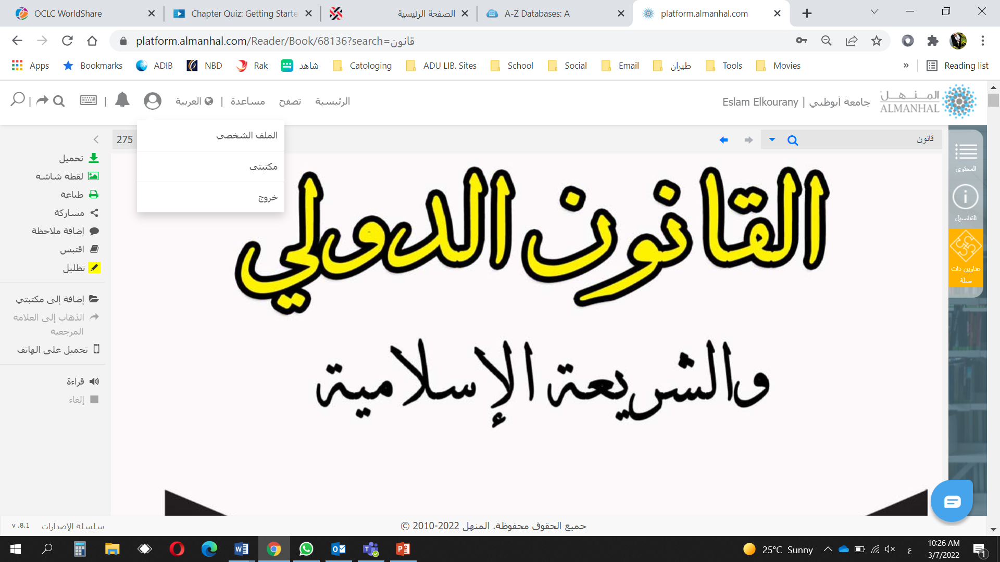 OCLC WorldShare
Chapter Quiz: Getting Starte
الصفحة الرئيسية
A-Z Databases: A
platform.almanhal.com
platform.almanhal.com/Reader/Book/68136?search=قانون
Apps
Bookmarks
ADIB
NBD
Rak
شاهد
Catologing
ADU LIB. Sites
School
Social
Email
طيران
Tools
Movies
»
Reading list
المنهل
ALMANHAL
جامعة أبوظبي | Eslam Elkourany
الرئيسية
تصفح
مساعدة
|
العربية
|
|
الملف الشخصي
مكتبتي
خروج
قانون
275
المحتوى
التفاصيل
عناوين ذات
صلة
تحميل
لقطة شاشة
طباعة
مشاركة
إضافة ملاحظة
اقتبس
تظليل
إضافة إلى مكتبتي
الذهاب إلى العلامة
المرجعية
تحميل على الهاتف
قراءة
إلغاء
القانون الدولي
والشريعة الإسلامية
جميع الحقوق محفوظة. المنهل 2022-2010 ©
سلسلة الإصدارات
v .8.1
25°C Sunny
ع
10:26 AM
3/7/2022
1